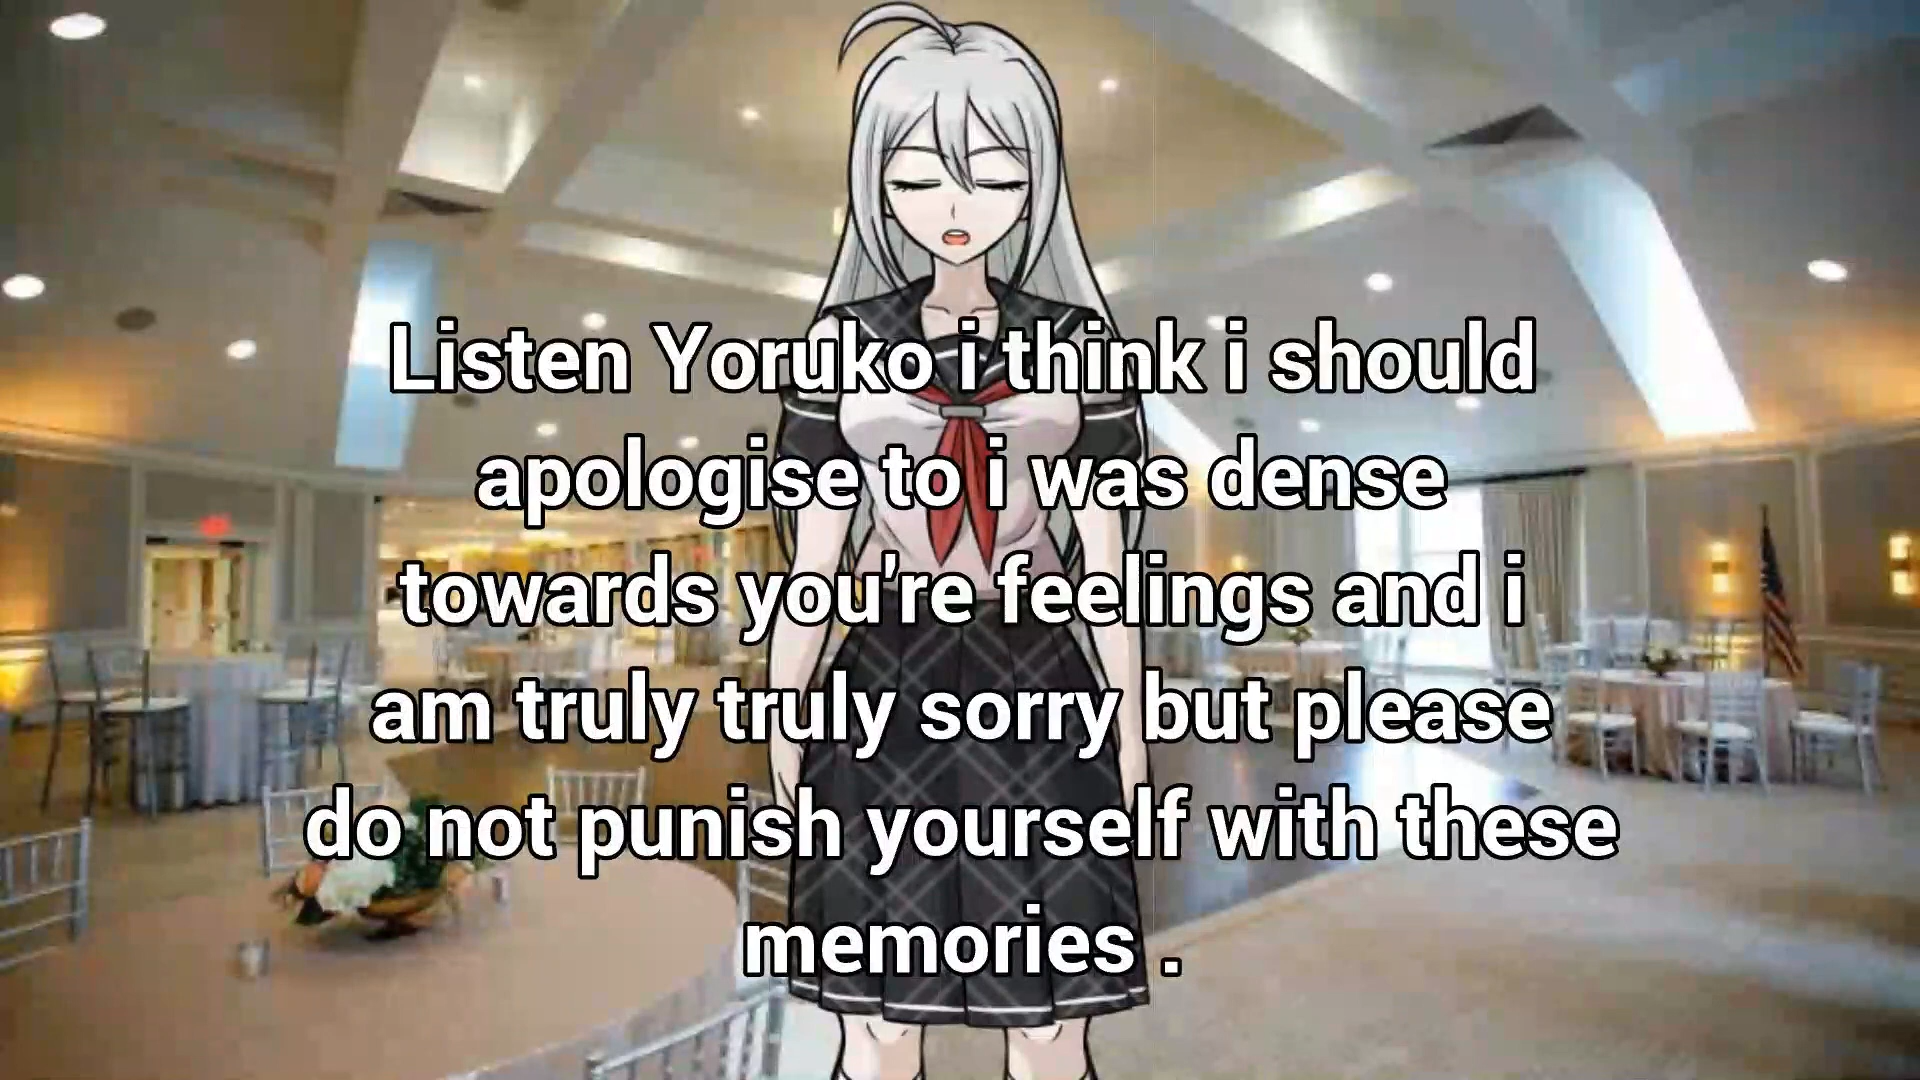 Listen Yoruko i think i should
apologise to i was dense
towards you're feelings and i
am truly truly sorry but please
do not punish yourself with these
memories .